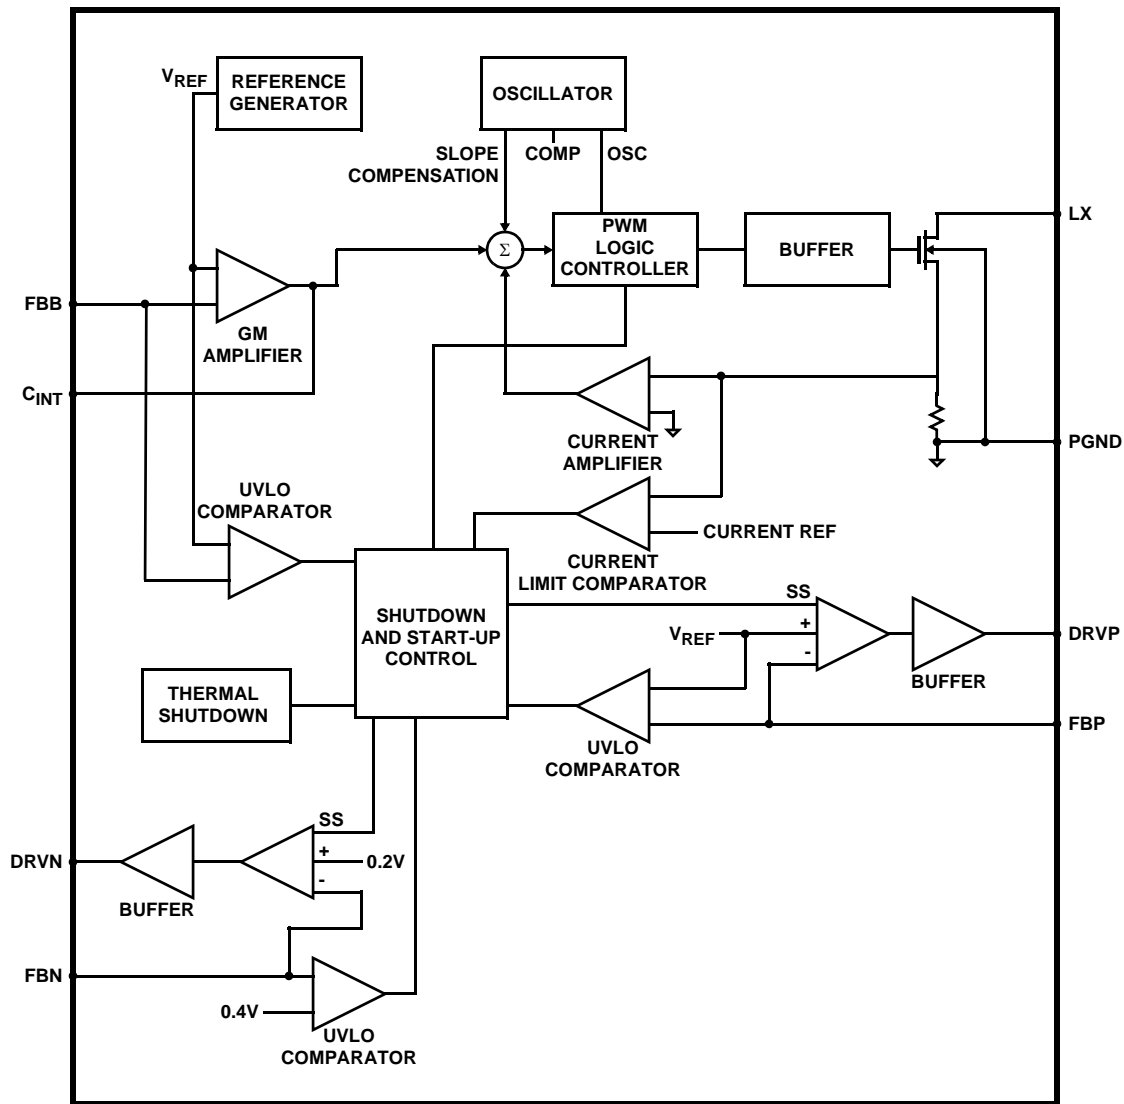 VREF
REFERENCE
GENERATOR
OSCILLATOR
SLOPE
COMPENSATION
COMP
OSC
LX
PWM
LOGIC
CONTROLLER
BUFFER
Σ
FBB
GM
AMPLIFIER
CINT
CURRENT
AMPLIFIER
PGND
UVLO
COMPARATOR
CURRENT REF
CURRENT
LIMIT COMPARATOR
SS
SHUTDOWN
AND START-UP
CONTROL
VREF
+
-
DRVP
BUFFER
THERMAL
SHUTDOWN
FBP
UVLO
COMPARATOR
SS
DRVN
+
0.2V
-
BUFFER
FBN
0.4V
UVLO
COMPARATOR